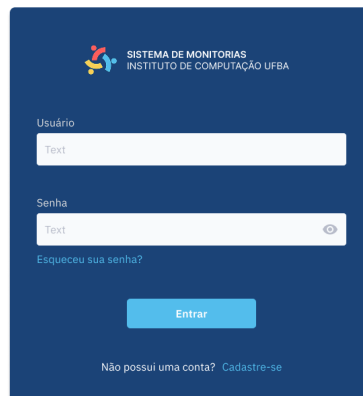 SISTEMA DE MONITORIAS
INSTITUTO DE COMPUTAÇÃO UFBA
Usuário
Text
Senha
Text
Esqueceu sua senha?
Entrar
Não possui uma conta? Cadastre-se